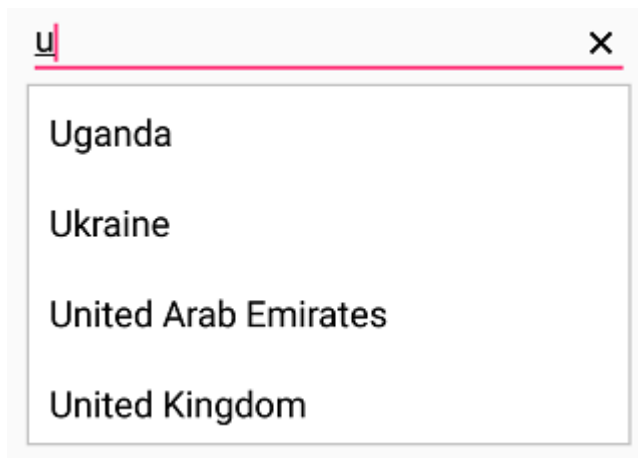 u
Uganda
Ukraine
United Arab Emirates
United Kingdom